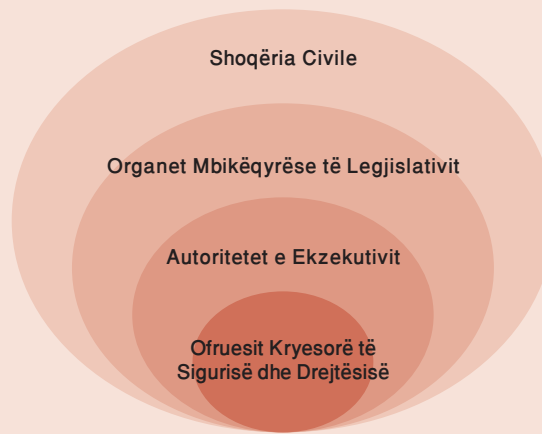 Shoqëria Civile
Organet Mbikëqyrëse të Legjislativit
Autoritetet e Ekzekutivit
Ofruesit Kryesorë të
Sigurisë dhe Drejtësisë